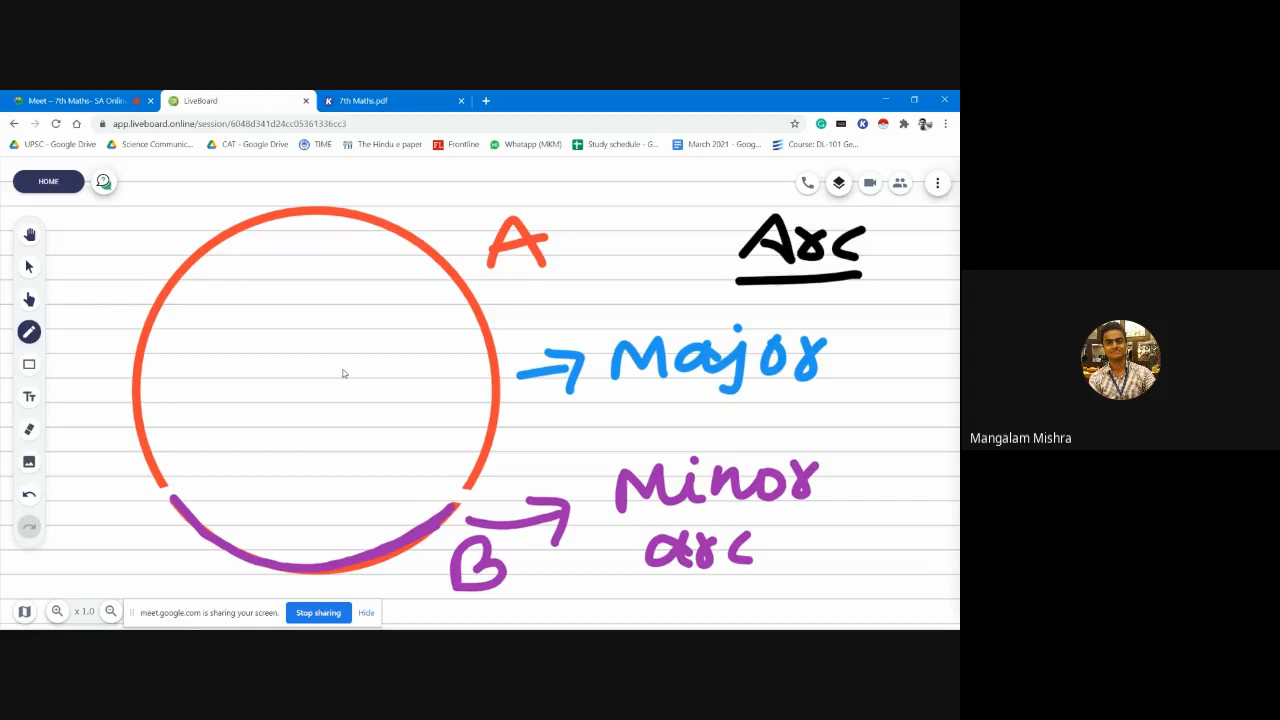 Meet – 7th Maths- SA Onlin
LiveBoard
7th Maths.pdf
app.liveboard.online/session/6048d341d24cc05361336cc3
UPSC - Google Drive
Science Communic...
CAT - Google Drive
TIME
The Hindu e paper
FL Frontline
Whatapp (MKM)
Study schedule - G...
March 2021 - Goog...
Course: DL-101 Ge...
HOME
A
Arc
Major
Minor
arc
B
Tт
x 1.0
meet.google.com is sharing your screen.
Stop sharing
Hide
Mangalam Mishra